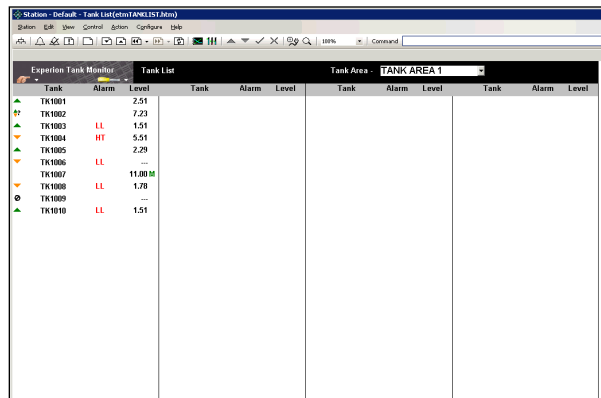 Station - Default - Tank List(etmTANKLIST.htm)
Station Edit View Control Action Configure Help
100% Command
Experion Tank Monitor Tank List Tank Area - TANK AREA 1
Tank Alarm Level Tank Alarm Level Tank Alarm Level Tank Alarm Level
TK1001 2.51
TK1002 7.23
TK1003 LL 1.51
TK1004 HT 5.51
TK1005 2.29
TK1006 LL ---
TK1007 11.00 M
TK1008 LL 1.78
TK1009 ---
TK1010 LL 1.51